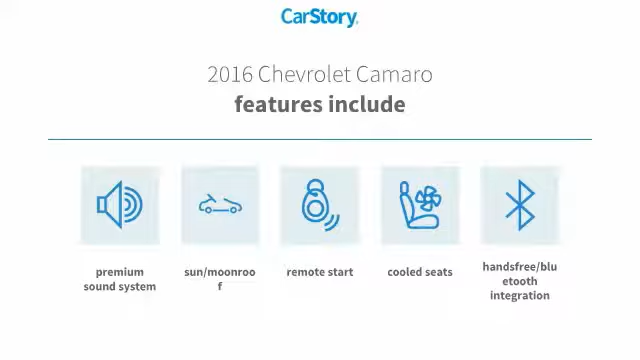 CarStory
2016 Chevrolet Camaro
features include
premium
sound system
sun/moonroo
f
remote start
cooled seats
handsfree/blu
etooth
integration